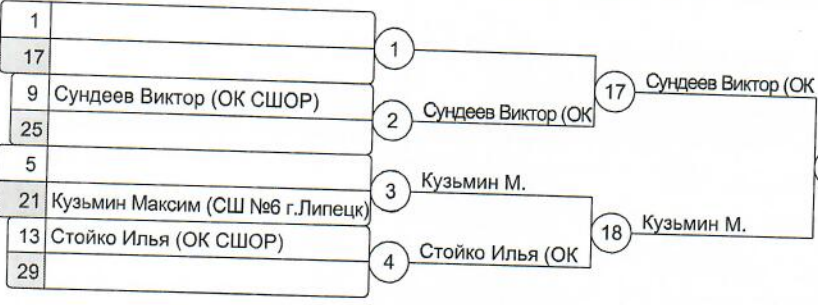 1
17
1
9 Сундеев Виктор (ОК СШОР)
25
2
Сундеев Виктор (ОК
17
Сундеев Виктор (ОК
5
21 Кузьмин Максим (СШ №6 г.Липецк)
3
Кузьмин М.
13 Стойко Илья (ОК СШОР)
29
4
Стойко Илья (ОК
18
Кузьмин М.